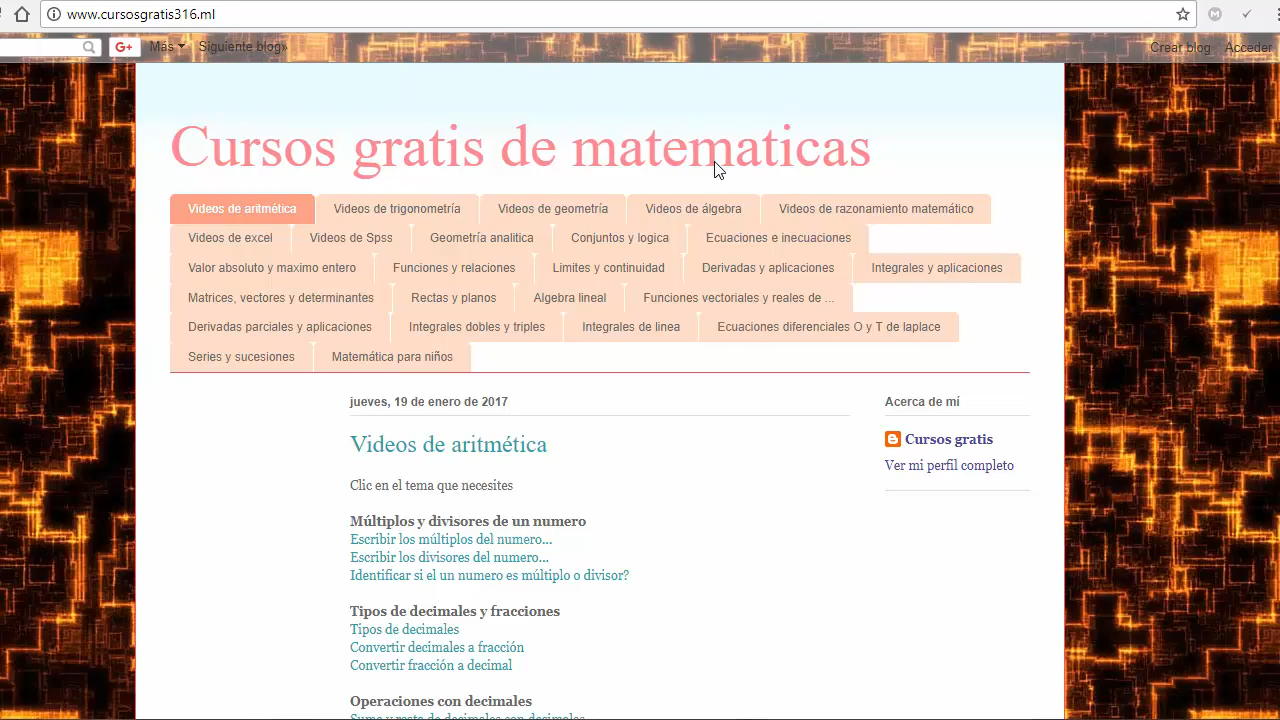 www.cursosgratis316.ml
G+ Más Siguiente blog» Crear blog Acceder
Cursos gratis de matematicas
Videos de aritmética Videos de trigonometría Videos de geometría Videos de álgebra Videos de razonamiento matemático
Videos de excel Videos de Spss Geometría analitica Conjuntos y logica Ecuaciones e inecuaciones
Valor absoluto y maximo entero Funciones y relaciones Limites y continuidad Derivadas y aplicaciones Integrales y aplicaciones
Matrices, vectores y determinantes Rectas y planos Algebra lineal Funciones vectoriales y reales de ...
Derivadas parciales y aplicaciones Integrales dobles y triples Integrales de linea Ecuaciones diferenciales O y T de laplace
Series y sucesiones Matemática para niños
jueves, 19 de enero de 2017
Videos de aritmética
Clic en el tema que necesites
Múltiplos y divisores de un numero
Escribir los múltiplos del numero...
Escribir los divisores del numero...
Identificar si el un numero es múltiplo o divisor?
Tipos de decimales y fracciones
Tipos de decimales
Convertir decimales a fracción
Convertir fracción a decimal
Operaciones con decimales
Suma y resta de decimales con decimales
Acerca de mí
Cursos gratis
Ver mi perfil completo